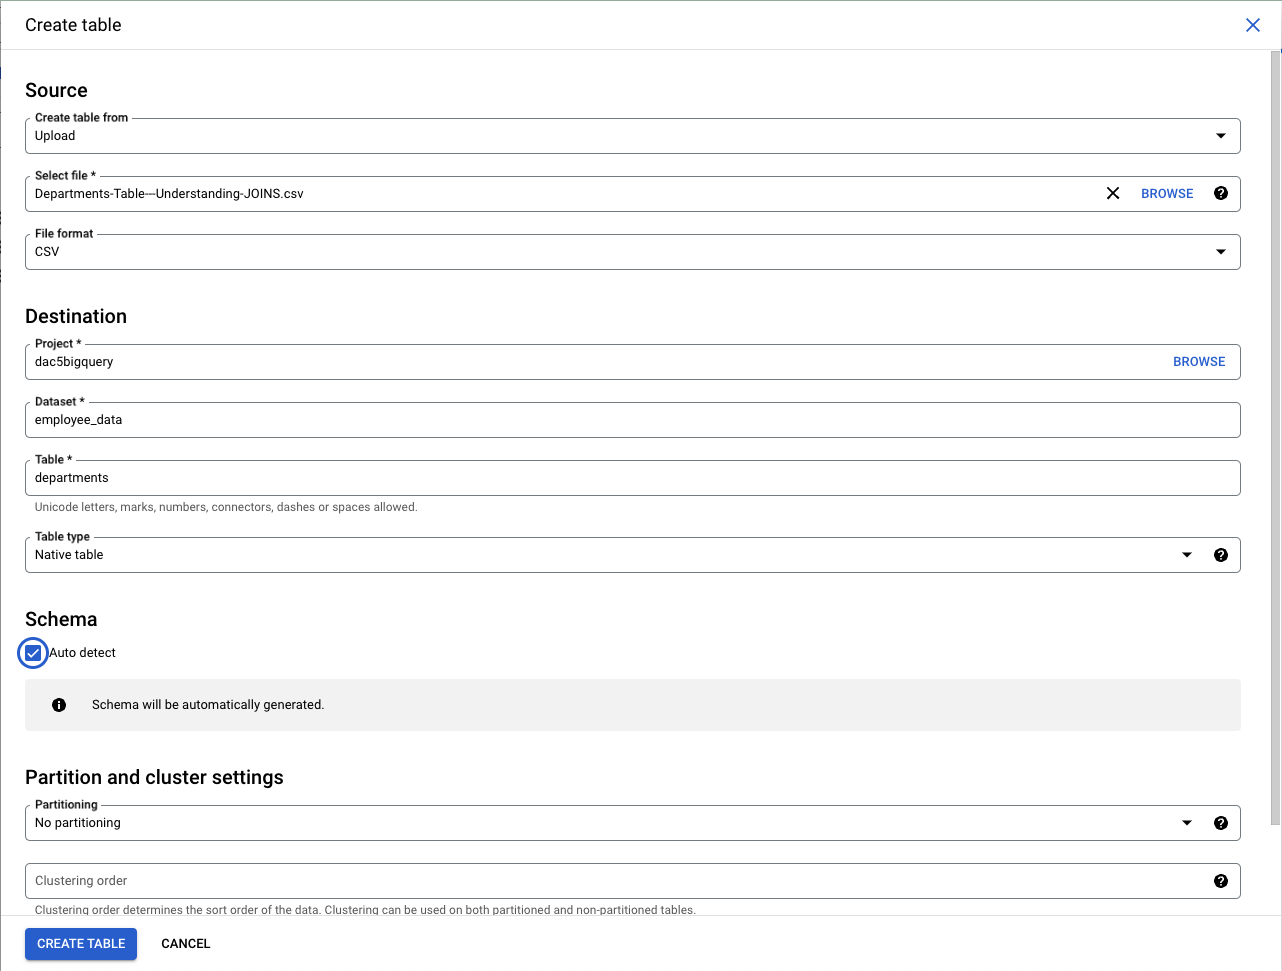 Create table
Source
Create table from
Upload
Select file *
Departments-Table---Understanding-JOINS.csv
BROWSE
File format
CSV
Destination
Project *
dac5bigquery
BROWSE
Dataset *
employee_data
Table *
departments
Unicode letters, marks, numbers, connectors, dashes or spaces allowed.
Table type
Native table
Schema
Auto detect
Schema will be automatically generated.
Partition and cluster settings
Partitioning
No partitioning
Clustering order
Clustering order determines the sort order of the data. Clustering can be used on both partitioned and non-partitioned tables.
CREATE TABLE CANCEL